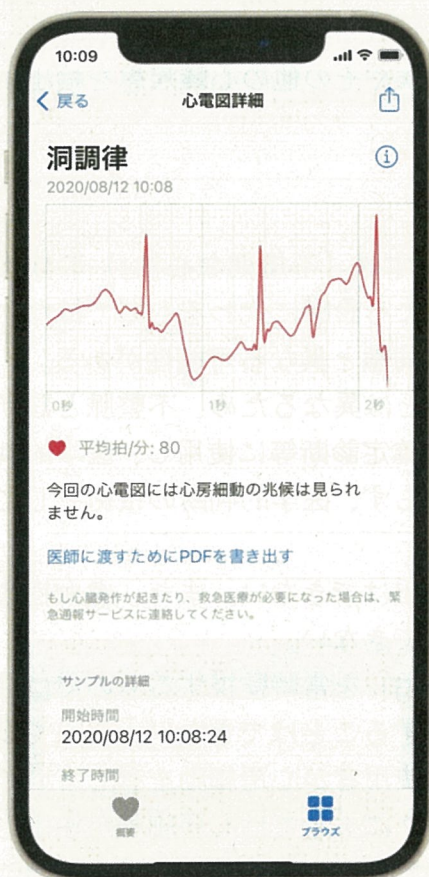 10:09
戻る
心電図詳細
洞調律
2020/08/12 10:08
0秒
1秒
2秒
平均拍/分: 80
今回の心電図には心房細動の兆候は見られ
ません。
医師に渡すためにPDFを書き出す
もし心臓発作が起きたり、救急医療が必要になった場合は、緊
急通報サービスに連絡してください。
サンプルの詳細
開始時間
2020/08/12 10:08:24
終了時間
概要
ブラウズ